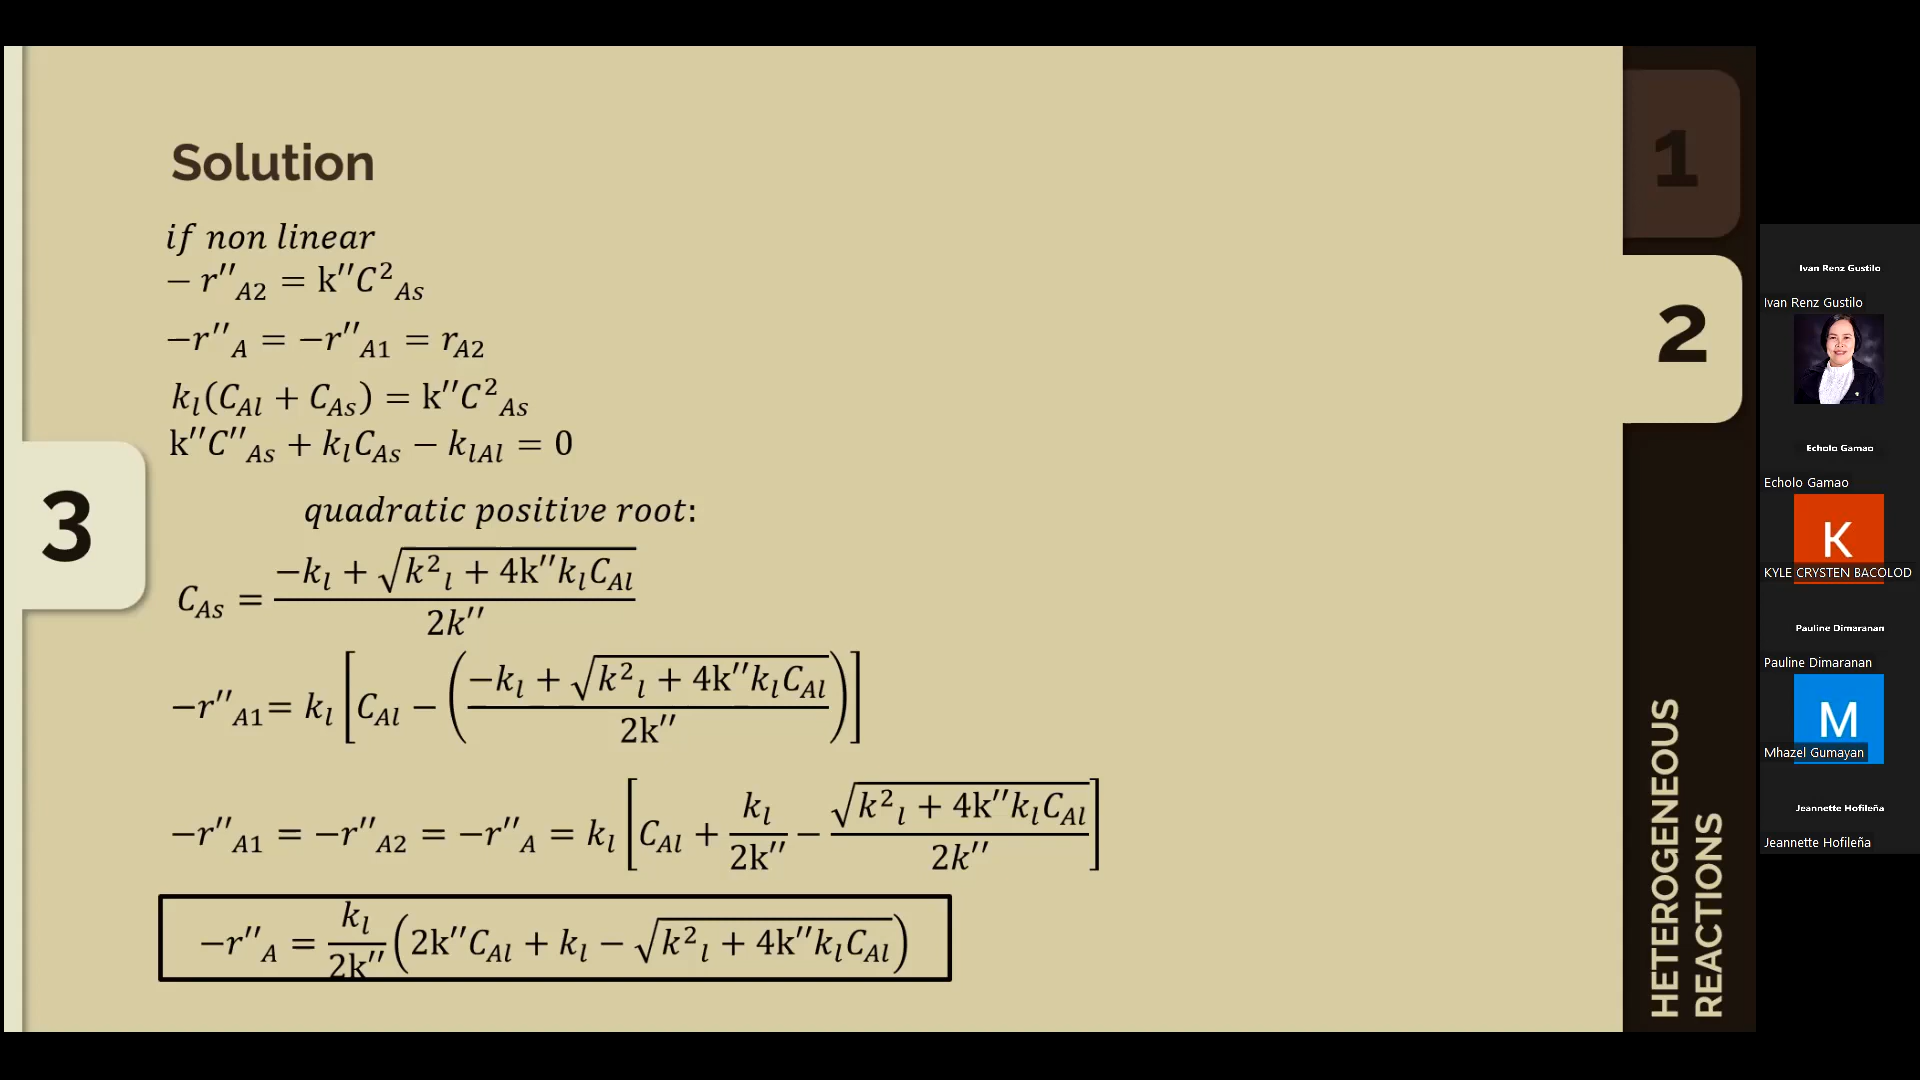 Solution
if non linear
− r″A2 = k″C²As
−r″A = −r″A1 = rA2
kl(CAl + CAs) = k″C²As
k″C″As + klCAs − klAl = 0
quadratic positive root:
CAs = (−kl + √(k²l + 4k″klCAl)) / 2k″
−r″A1= kl [CAl − ((−kl + √(k²l + 4k″klCAl)) / 2k″)]
−r″A1 = −r″A2 = −r″A = kl [CAl + kl / 2k″ − √(k²l + 4k″klCAl) / 2k″]
−r″A = kl / 2k″ (2k″CAl + kl − √(k²l + 4k″klCAl))
3
1
2
HETEROGENEOUS
REACTIONS
Ivan Renz Gustilo
Ivan Renz Gustilo
Echolo Gamao
Echolo Gamao
K
KYLE CRYSTEN BACOLOD
Pauline Dimaranan
Pauline Dimaranan
M
Mhazel Gumayan
Jeannette Hofileña
Jeannette Hofileña